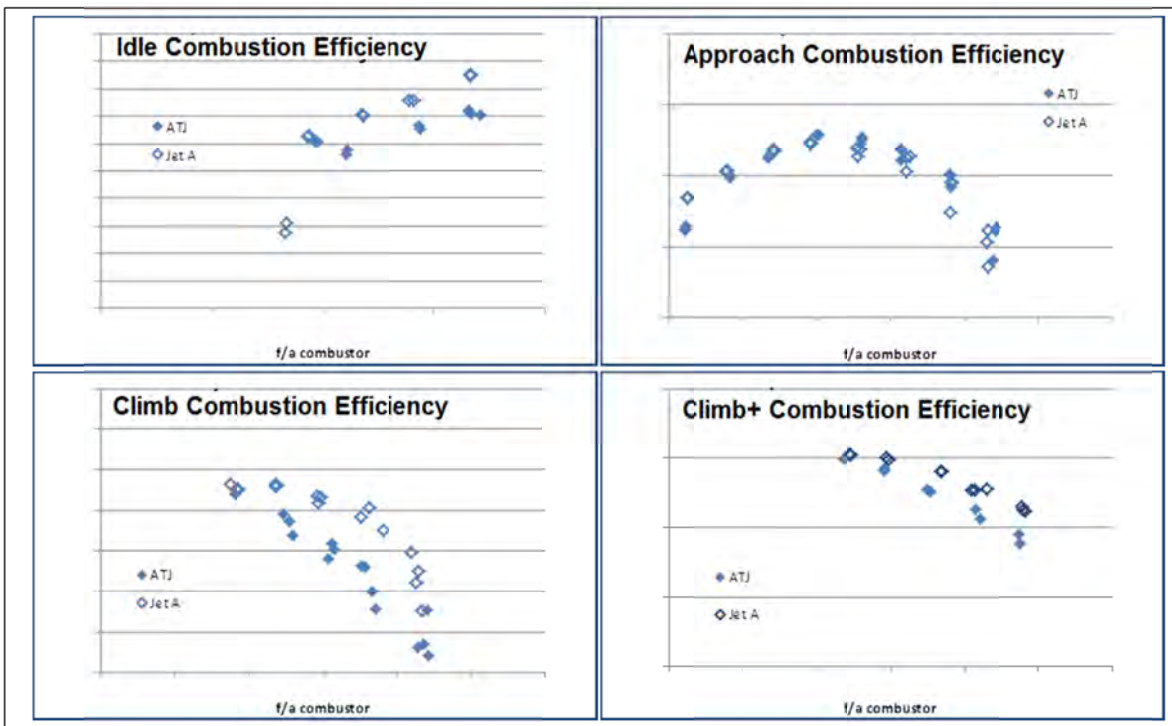 Idle Combustion Efficiency
ATJ
Jet A
f/a combustor
Approach Combustion Efficiency
ATJ
Jet A
f/a combustor
Climb Combustion Efficiency
ATJ
Jet A
f/a combustor
Climb+ Combustion Efficiency
ATJ
Jet A
f/a combustor